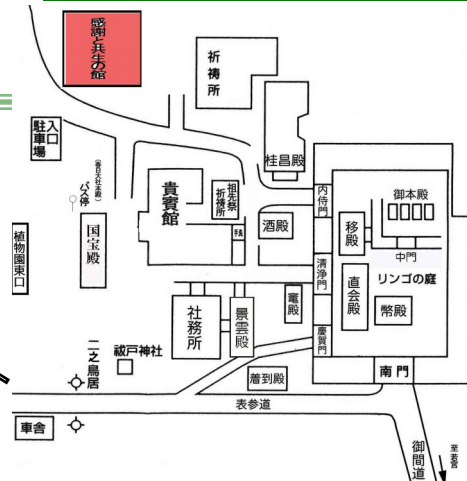 感謝と共生の館
祈祷所
入口
駐車場
桂昌殿
(春日大社本殿)
バス停
貴賓館
祖先祭
祈祷所
内侍門
御本殿
移殿
酒殿
国宝殿
中門
植物園東口
清浄門
リンゴの庭
直会殿
幣殿
竈殿
社務所
景雲殿
慶賀門
二之鳥居
祓戸神社
着到殿
南門
表参道
車舎
御間道
至若宮